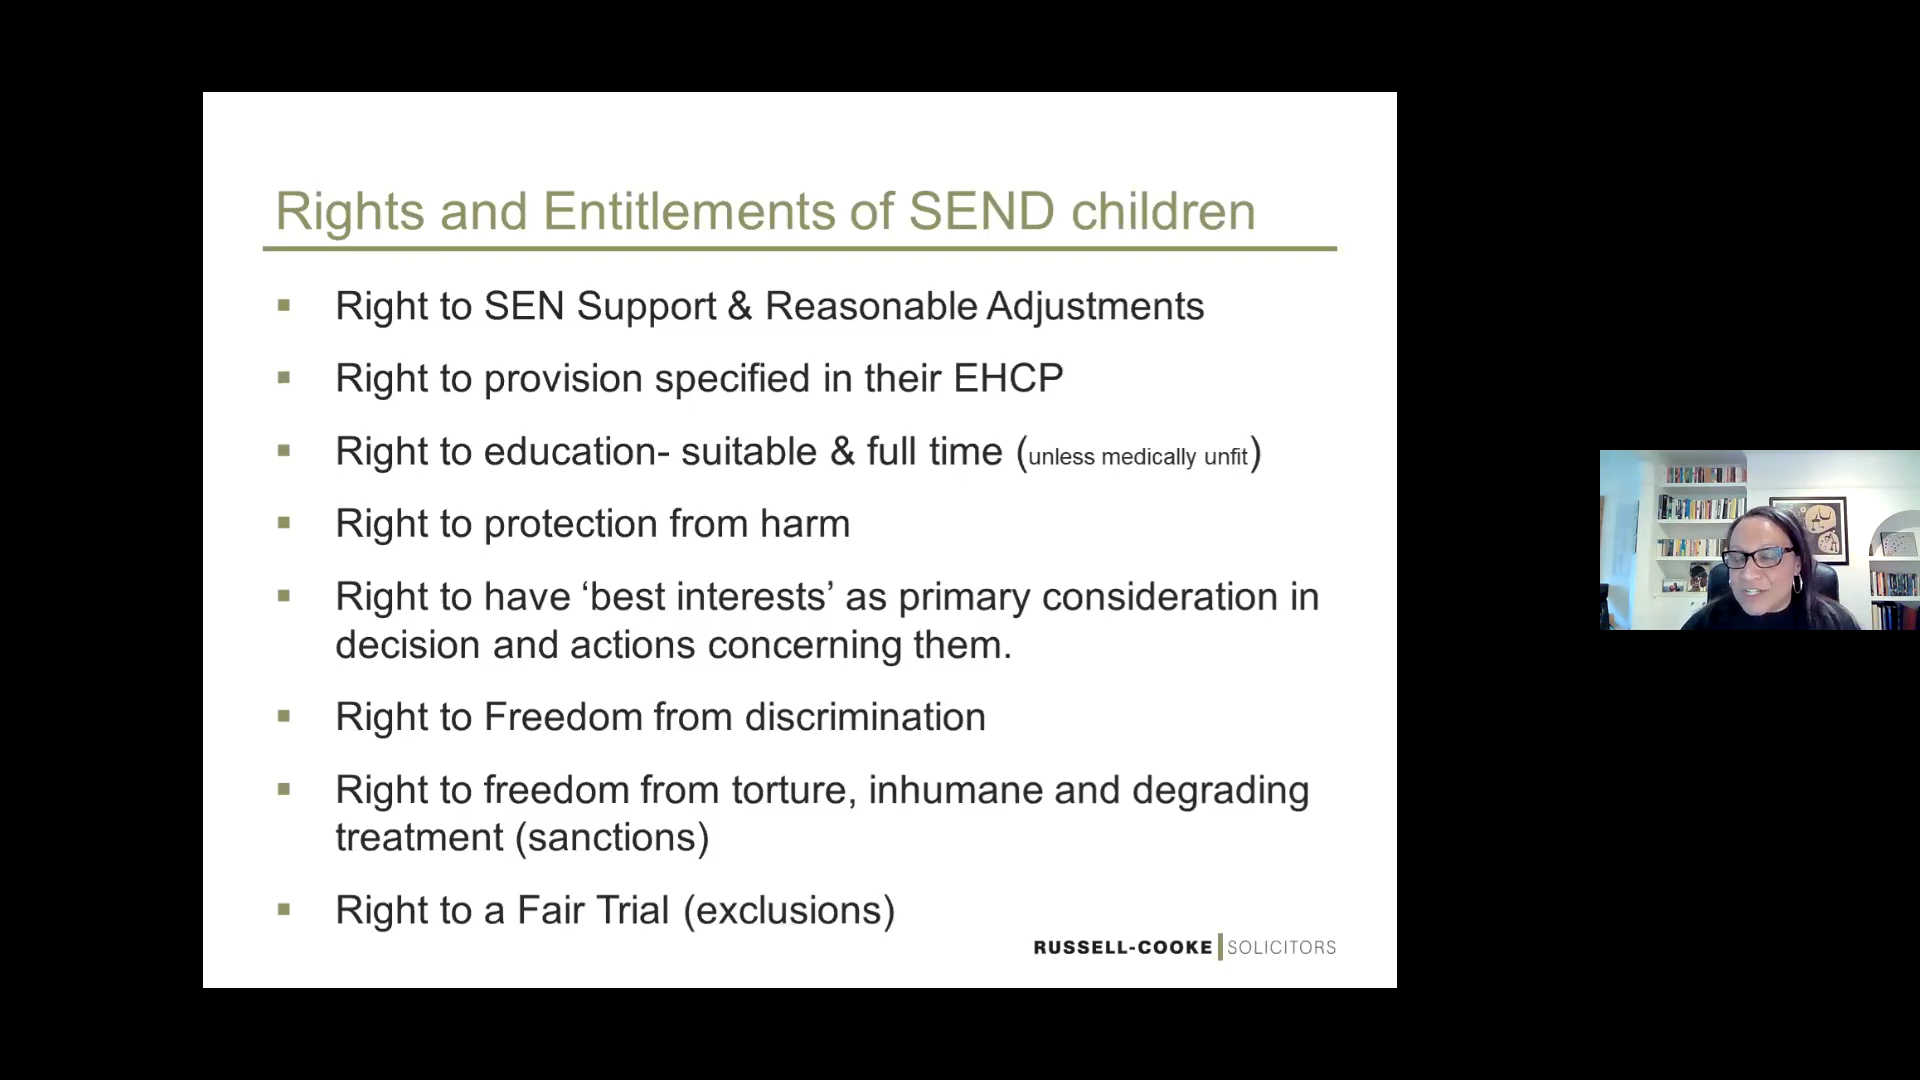 Rights and Entitlements of SEND children
▪ Right to SEN Support & Reasonable Adjustments
▪ Right to provision specified in their EHCP
▪ Right to education- suitable & full time (unless medically unfit)
▪ Right to protection from harm
▪ Right to have ‘best interests’ as primary consideration in
decision and actions concerning them.
▪ Right to Freedom from discrimination
▪ Right to freedom from torture, inhumane and degrading
treatment (sanctions)
▪ Right to a Fair Trial (exclusions)
RUSSELL-COOKE | SOLICITORS